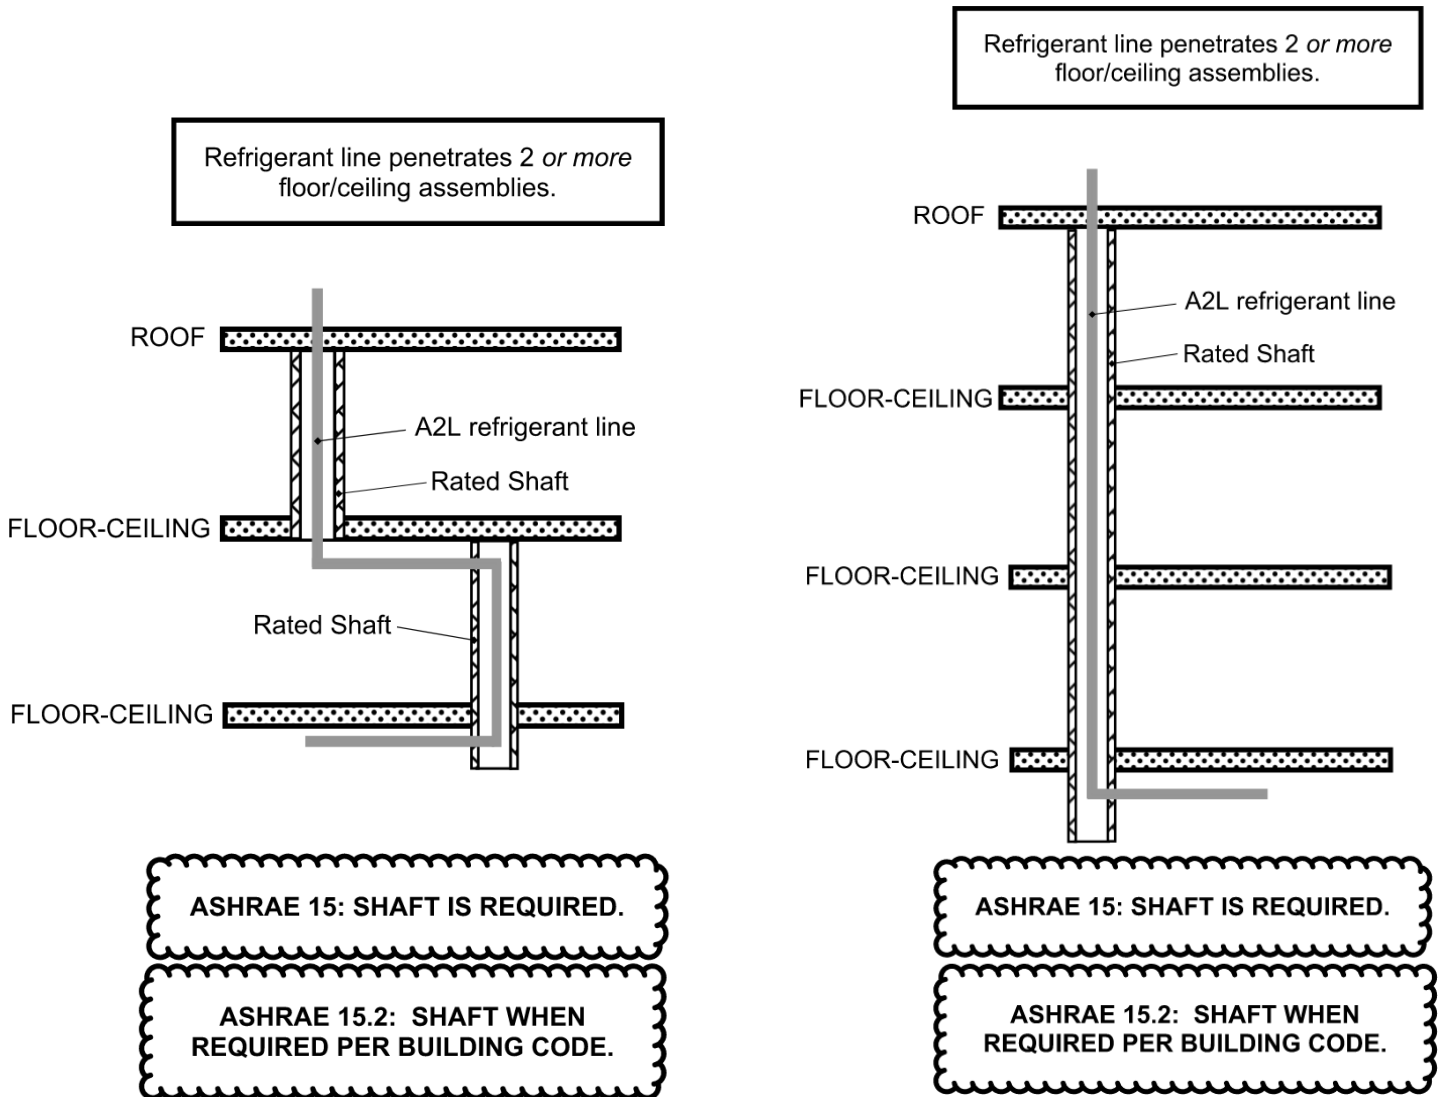 Refrigerant line penetrates 2 or more
floor/ceiling assemblies.
ROOF
A2L refrigerant line
Rated Shaft
FLOOR-CEILING
Rated Shaft
FLOOR-CEILING
ASHRAE 15: SHAFT IS REQUIRED.
ASHRAE 15.2: SHAFT WHEN
REQUIRED PER BUILDING CODE.
Refrigerant line penetrates 2 or more
floor/ceiling assemblies.
ROOF
A2L refrigerant line
Rated Shaft
FLOOR-CEILING
FLOOR-CEILING
FLOOR-CEILING
ASHRAE 15: SHAFT IS REQUIRED.
ASHRAE 15.2: SHAFT WHEN
REQUIRED PER BUILDING CODE.